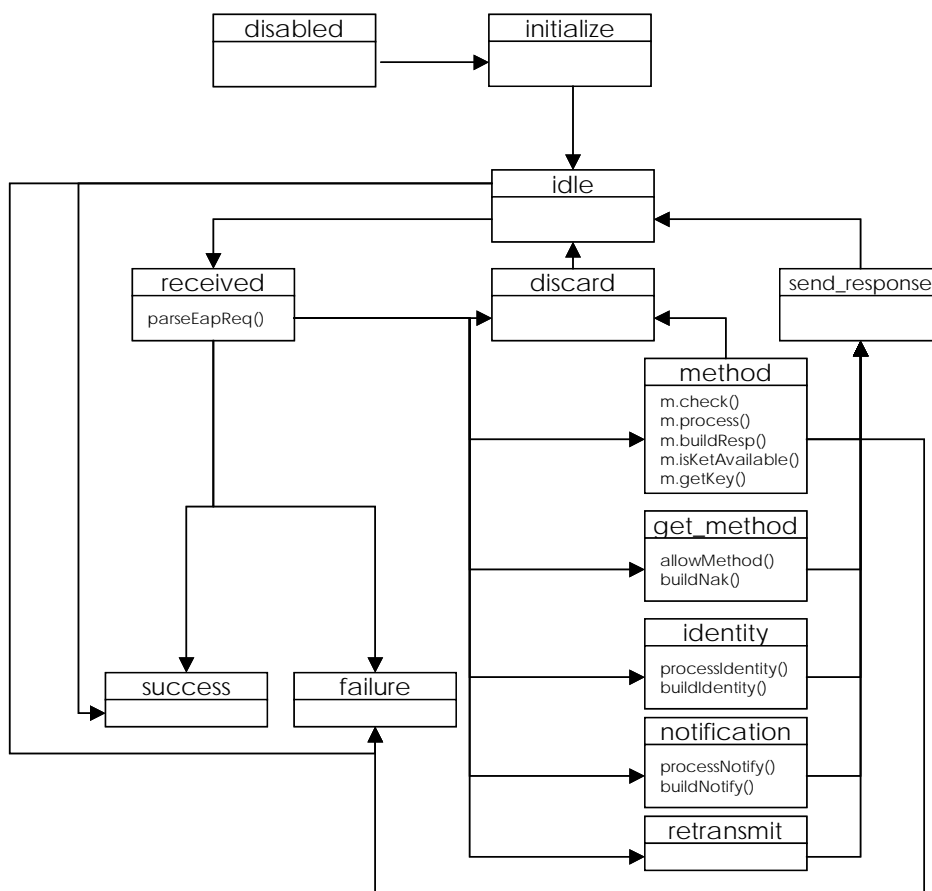 disabled
initialize
idle
received
parseEapReq()
discard
send_response
method
m.check()
m.process()
m.buildResp()
m.isKetAvailable()
m.getKey()
get_method
allowMethod()
buildNak()
identity
processIdentity()
buildIdentity()
success
failure
notification
processNotify()
buildNotify()
retransmit